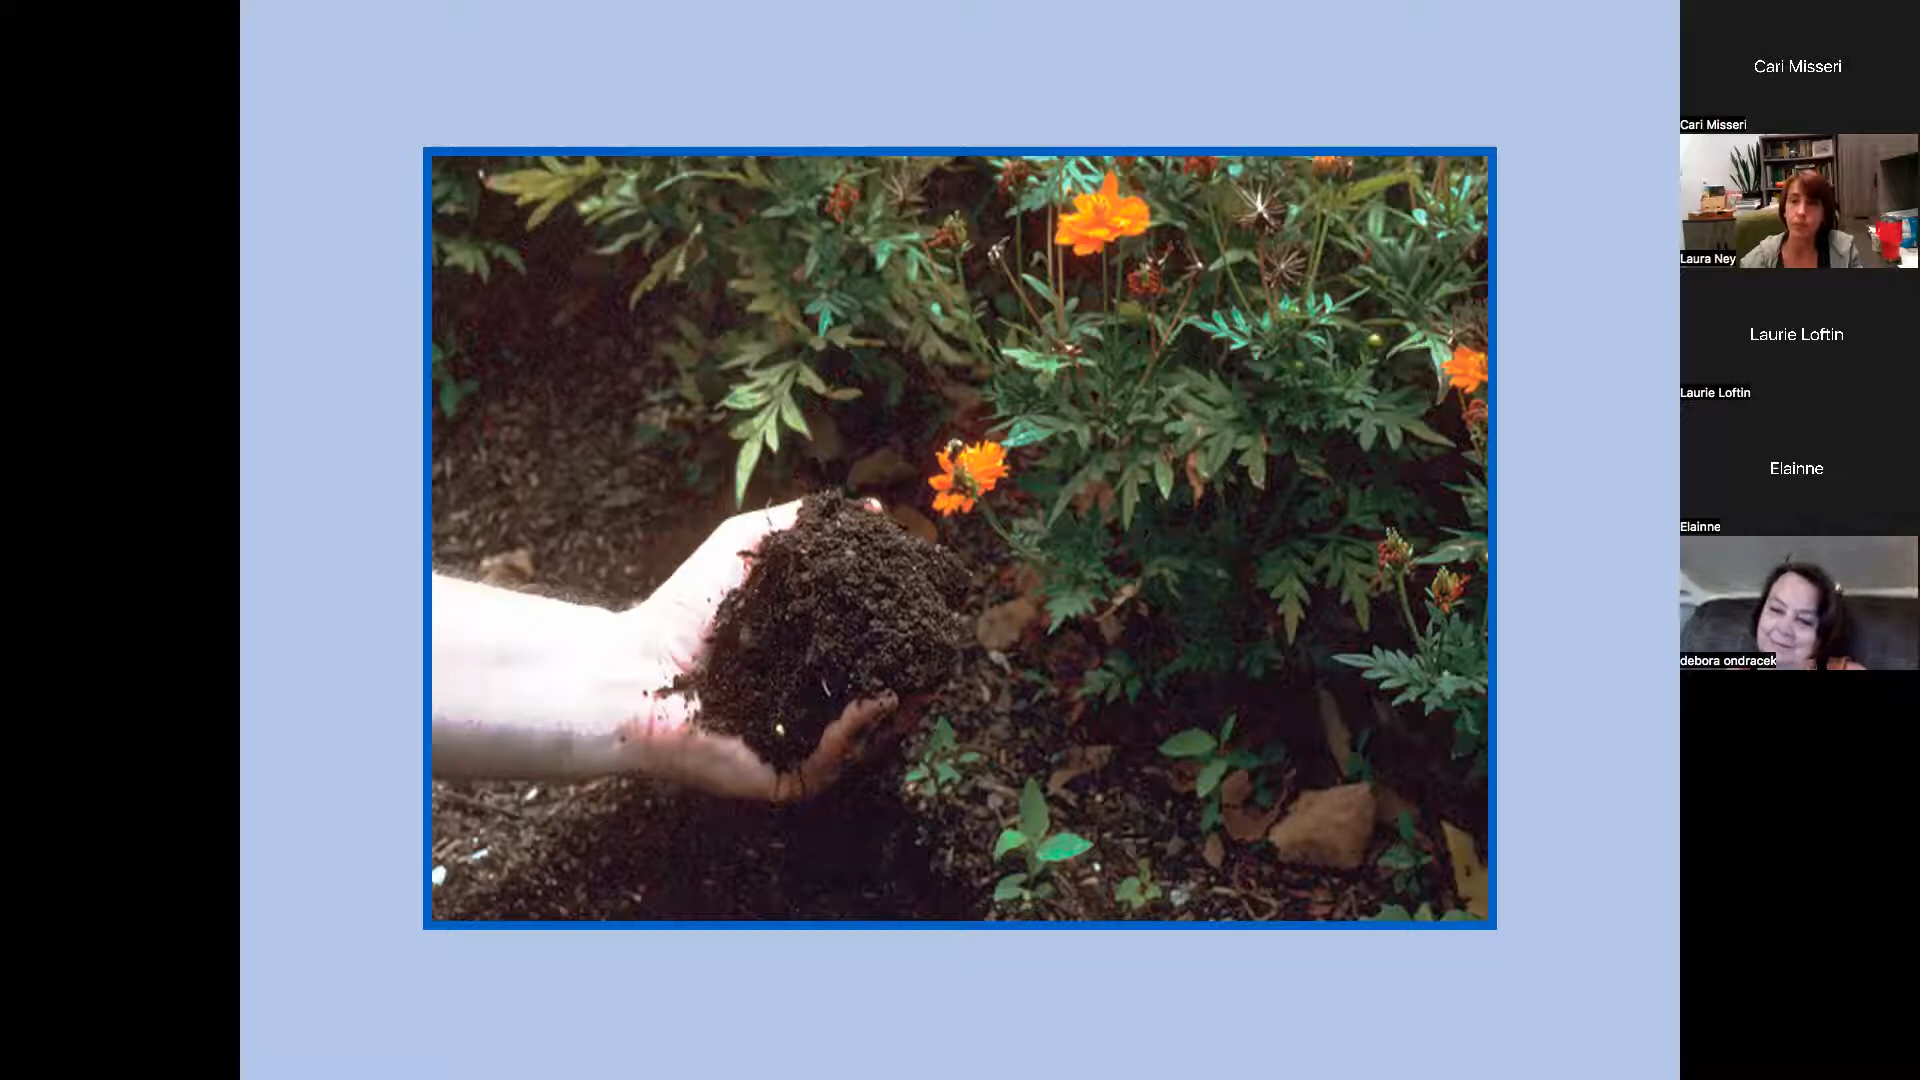 Cari Misseri
Cari Misseri
Laura Ney
Laurie Loftin
Laurie Loftin
Elainne
Elainne
debora ondracek